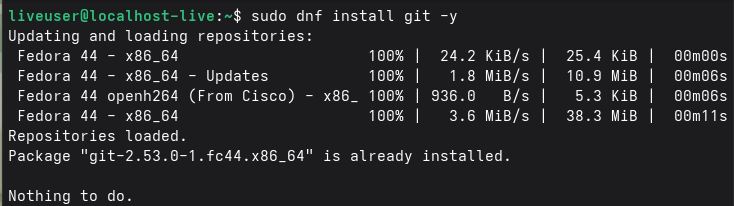 liveuser@localhost-live:~$ sudo dnf install git -y
Updating and loading repositories:
 Fedora 44 - x86_64                     100% |  24.2 KiB/s |  25.4 KiB |  00m00s
 Fedora 44 - x86_64 - Updates           100% |   1.8 MiB/s |  10.9 MiB |  00m06s
 Fedora 44 openh264 (From Cisco) - x86_ 100% | 936.0   B/s |   5.3 KiB |  00m06s
 Fedora 44 - x86_64                     100% |   3.6 MiB/s |  38.3 MiB |  00m11s
Repositories loaded.
Package "git-2.53.0-1.fc44.x86_64" is already installed.

Nothing to do.